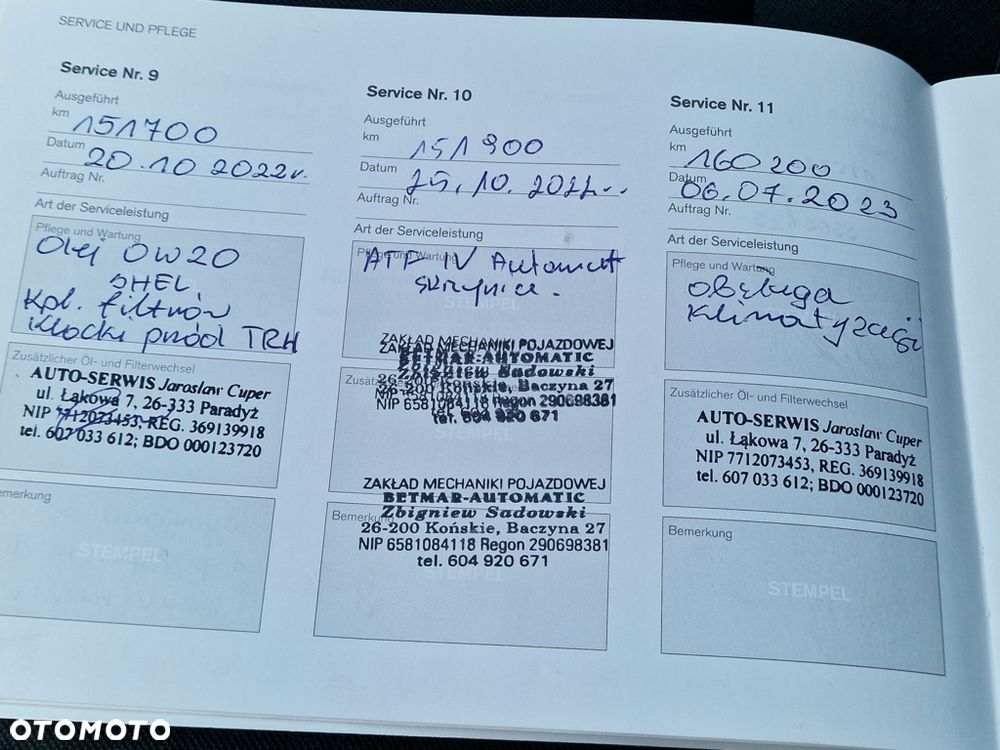 SERVICE UND PFLEGE
Service Nr. 9
Ausgeführt
km 151700
Datum 20.10 2022r.
Auftrag Nr.
Art der Serviceleistung
Pflege und Wartung
Olej 0W20
SHEL
Kpl. filtrów
Klocki przód TRH
Zusätzlicher Öl- und Filterwechsel
AUTO-SERWIS Jarosław Cuper
ul. Łąkowa 7, 26-333 Paradyż
NIP 7712073453, REG. 369139918
tel. 607 033 612; BDO 000123720
emerkung
STEMPEL
Service Nr. 10
Ausgeführt
km 151900
Datum 25.10.2022r.
Auftrag Nr.
Art der Serviceleistung
Pflege und Wartung
ATF IV Automat
skrzynice.
STEMPEL
ZAKŁAD MECHANIKI POJAZDOWEJ
BETMAR-AUTOMATIC
Zbigniew Sadowski
26-200 Końskie, Baczyna 27
NIP 6581084118 Regon 290698381
tel. 604 920 671
STEMPEL
ZAKŁAD MECHANIKI POJAZDOWEJ
BETMAR-AUTOMATIC
Zbigniew Sadowski
Bemerkung
26-200 Końskie, Baczyna 27
NIP 6581084118 Regon 290698381
tel. 604 920 671
STEMPEL
Service Nr. 11
Ausgeführt
km 160200
Datum 06.07.2023
Auftrag Nr.
Art der Serviceleistung
Pflege und Wartung
Obsługa
Klimatyzacji
Zusätzlicher Öl- und Filterwechsel
AUTO-SERWIS Jarosław Cuper
ul. Łąkowa 7, 26-333 Paradyż
NIP 7712073453, REG. 369139918
tel. 607 033 612; BDO 000123720
Bemerkung
STEMPEL
OTOMOTO